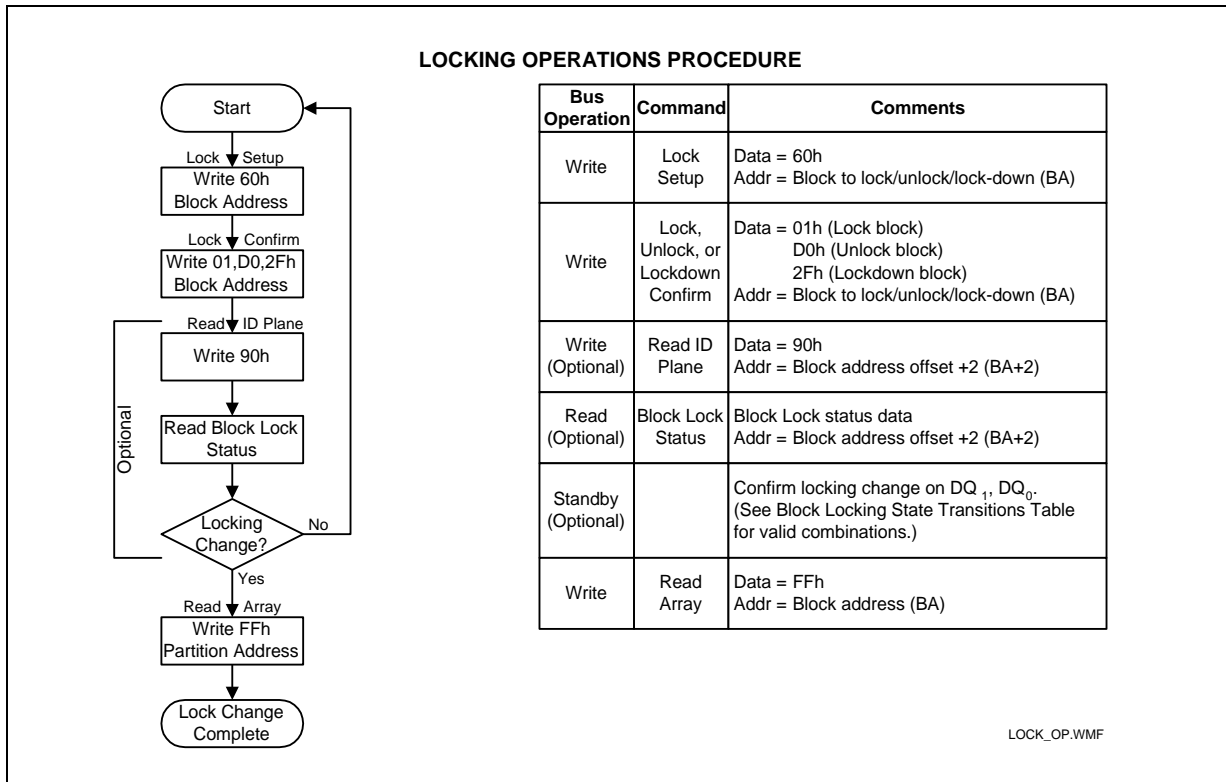 LOCKING OPERATIONS PROCEDURE
Start
Lock Setup
Write 60h
Block Address
Lock Confirm
Write 01,D0,2Fh
Block Address
Read ID Plane
Write 90h
Optional
Read Block Lock
Status
Locking
Change?
No
Yes
Read Array
Write FFh
Partition Address
Lock Change
Complete
Bus
Operation
Command
Comments
Write
Lock
Setup
Data = 60h
Addr = Block to lock/unlock/lock-down (BA)
Write
Lock,
Unlock, or
Lockdown
Confirm
Data = 01h (Lock block)
D0h (Unlock block)
2Fh (Lockdown block)
Addr = Block to lock/unlock/lock-down (BA)
Write
(Optional)
Read ID
Plane
Data = 90h
Addr = Block address offset +2 (BA+2)
Read
(Optional)
Block Lock
Status
Block Lock status data
Addr = Block address offset +2 (BA+2)
Standby
(Optional)
Confirm locking change on DQ 1, DQ0.
(See Block Locking State Transitions Table
for valid combinations.)
Write
Read
Array
Data = FFh
Addr = Block address (BA)
LOCK_OP.WMF